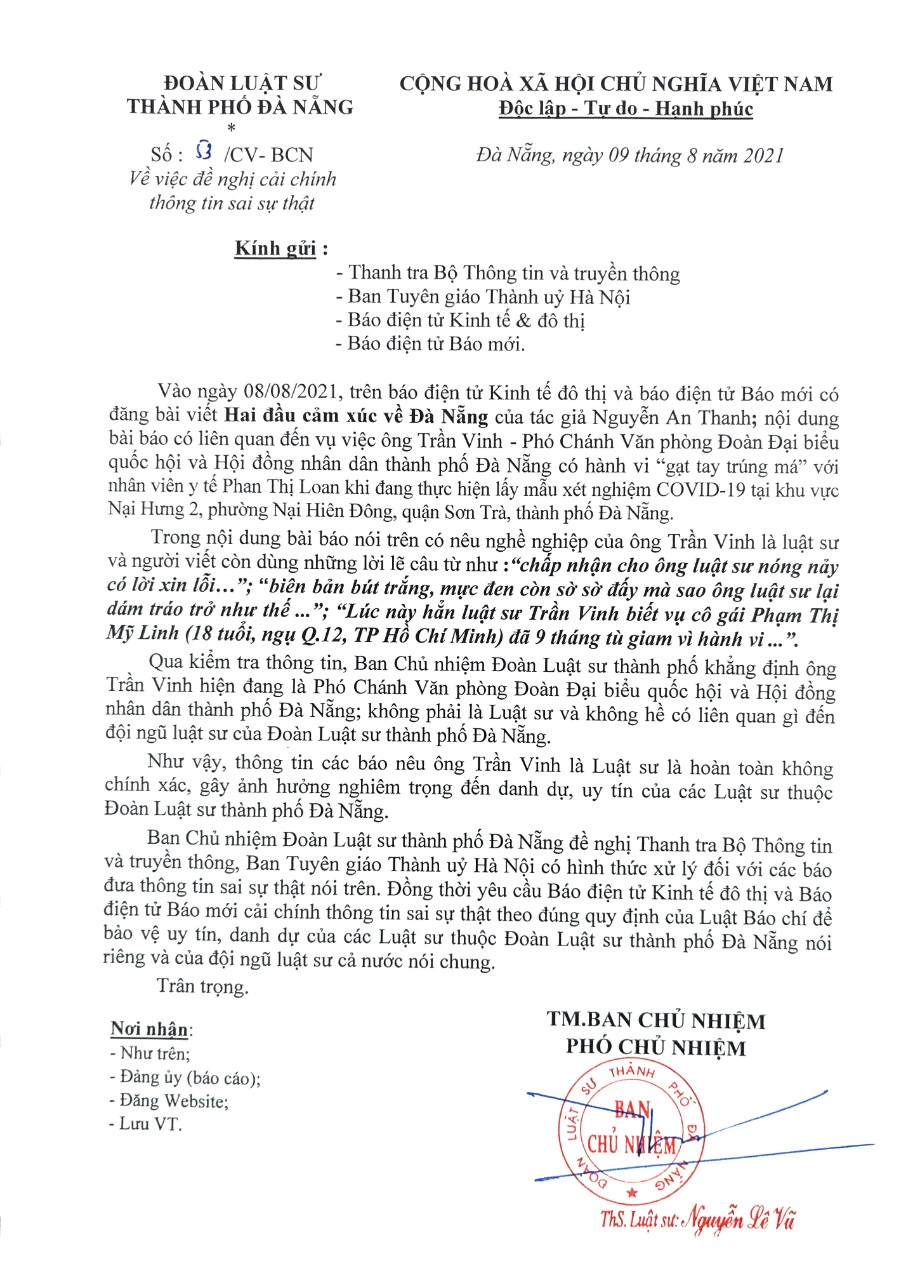 ĐOÀN LUẬT SƯ
THÀNH PHỐ ĐÀ NẴNG
*
Số : /CV- BCN
Về việc đề nghị cải chính
thông tin sai sự thật
CỘNG HOÀ XÃ HỘI CHỦ NGHĨA VIỆT NAM
Độc lập - Tự do - Hạnh phúc
Đà Nẵng, ngày 09 tháng 8 năm 2021
Kính gửi :
- Thanh tra Bộ Thông tin và truyền thông
- Ban Tuyên giáo Thành uỷ Hà Nội
- Báo điện tử Kinh tế & đô thị
- Báo điện tử Báo mới.
Vào ngày 08/08/2021, trên báo điện tử Kinh tế đô thị và báo điện tử Báo mới có
đăng bài viết Hai đầu cảm xúc về Đà Nẵng của tác giả Nguyễn An Thanh; nội dung
bài báo có liên quan đến vụ việc ông Trần Vinh - Phó Chánh Văn phòng Đoàn Đại biểu
quốc hội và Hội đồng nhân dân thành phố Đà Nẵng có hành vi “gạt tay trúng má” với
nhân viên y tế Phan Thị Loan khi đang thực hiện lấy mẫu xét nghiệm COVID-19 tại khu vực
Nại Hưng 2, phường Nại Hiên Đông, quận Sơn Trà, thành phố Đà Nẵng.
Trong nội dung bài báo nói trên có nêu nghề nghiệp của ông Trần Vinh là luật sư
và người viết còn dùng những lời lẽ câu từ như :“chấp nhận cho ông luật sư nóng nảy
có lời xin lỗi…”; “biên bản bút trắng, mực đen còn sờ sờ đấy mà sao ông luật sư lại
dám tráo trở như thế ...”; “Lúc này hẳn luật sư Trần Vinh biết vụ cô gái Phạm Thị
Mỹ Linh (18 tuổi, ngụ Q.12, TP Hồ Chí Minh) đã 9 tháng tù giam vì hành vi ...”.
Qua kiểm tra thông tin, Ban Chủ nhiệm Đoàn Luật sư thành phố khẳng định ông
Trần Vinh hiện đang là Phó Chánh Văn phòng Đoàn Đại biểu quốc hội và Hội đồng
nhân dân thành phố Đà Nẵng; không phải là Luật sư và không hề có liên quan gì đến
đội ngũ luật sư của Đoàn Luật sư thành phố Đà Nẵng.
Như vậy, thông tin các báo nêu ông Trần Vinh là Luật sư là hoàn toàn không
chính xác, gây ảnh hưởng nghiêm trọng đến danh dự, uy tín của các Luật sư thuộc
Đoàn Luật sư thành phố Đà Nẵng.
Ban Chủ nhiệm Đoàn Luật sư thành phố Đà Nẵng đề nghị Thanh tra Bộ Thông tin
và truyền thông, Ban Tuyên giáo Thành uỷ Hà Nội có hình thức xử lý đối với các báo
đưa thông tin sai sự thật nói trên. Đồng thời yêu cầu Báo điện tử Kinh tế đô thị và Báo
điện tử Báo mới cải chính thông tin sai sự thật theo đúng quy định của Luật Báo chí để
bảo vệ uy tín, danh dự của các Luật sư thuộc Đoàn Luật sư thành phố Đà Nẵng nói
riêng và của đội ngũ luật sư cả nước nói chung.
Trân trọng.
Nơi nhận:
- Như trên;
- Đảng ủy (báo cáo);
- Đăng Website;
- Lưu VT.
TM.BAN CHỦ NHIỆM
PHÓ CHỦ NHIỆM
ĐOÀN LUẬT SƯ THÀNH PHỐ ĐÀ NẴNG
BAN
CHỦ NHIỆM
ThS. Luật sư: Nguyễn Lê Vũ